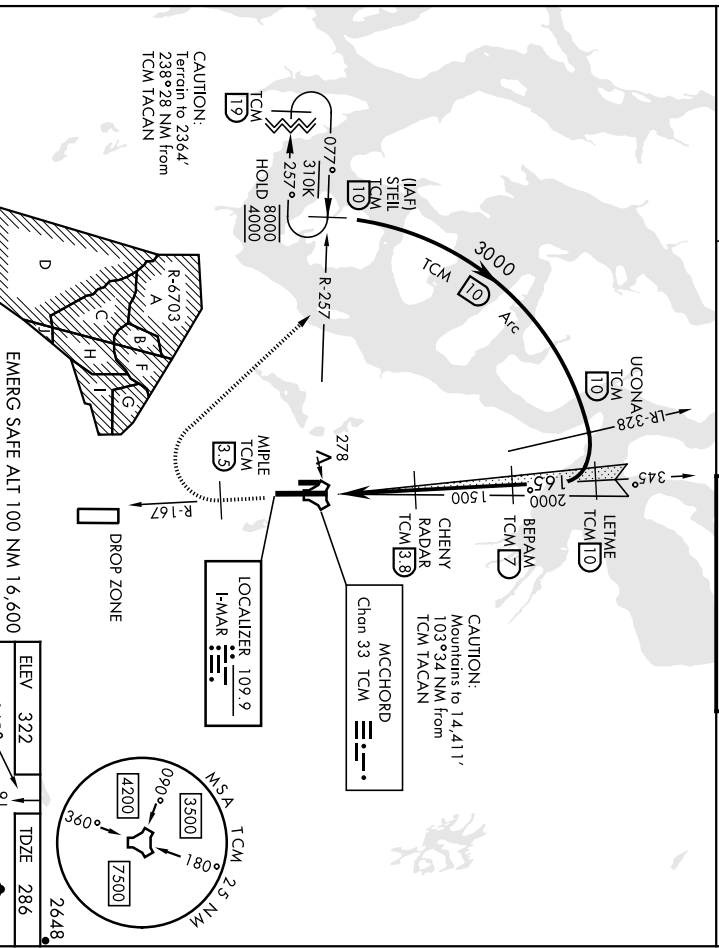 CAUTION:
Terrain to 2364'
238° 28 NM from
TCM TACAN
TCM
19
077°
310K
257°
HOLD
8000
4000
(IAF)
STEIL
TCM
10
3000
TCM
10
Arc
R-257
UCONA
TCM
10
LR-328
345°
165°
2000
1500
LETME
TCM 10
BEPAM
TCM 7
CHENY
RADAR
TCM 3.8
278
MIPLE
TCM
3.5
R-167
DROP ZONE
R-6703
A
B
C
D
F
G
H
I
J
CAUTION:
Mountains to 14,411'
103° 34 NM from
TCM TACAN
MCCHORD
Chan 33 TCM
LOCALIZER 109.9
I-MAR
MSA TCM 25 NM
3500
4200
7500
090°
180°
360°
EMERG SAFE ALT 100 NM 16,600
ELEV 322
TDZE 286
2648